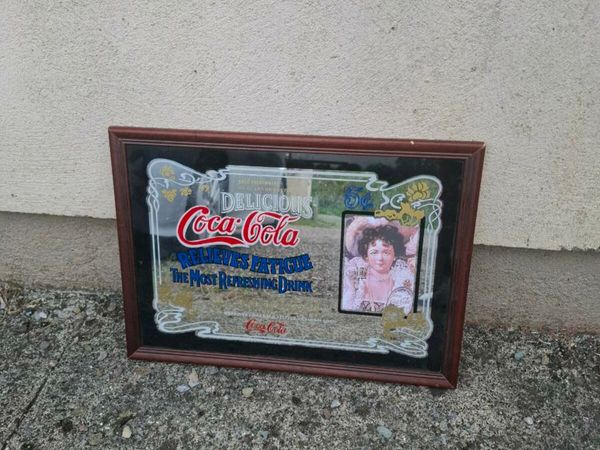 DELICIOUS
5¢
Coca-Cola
RELIEVES FATIGUE
THE MOST REFRESHING DRINK
Coca-Cola